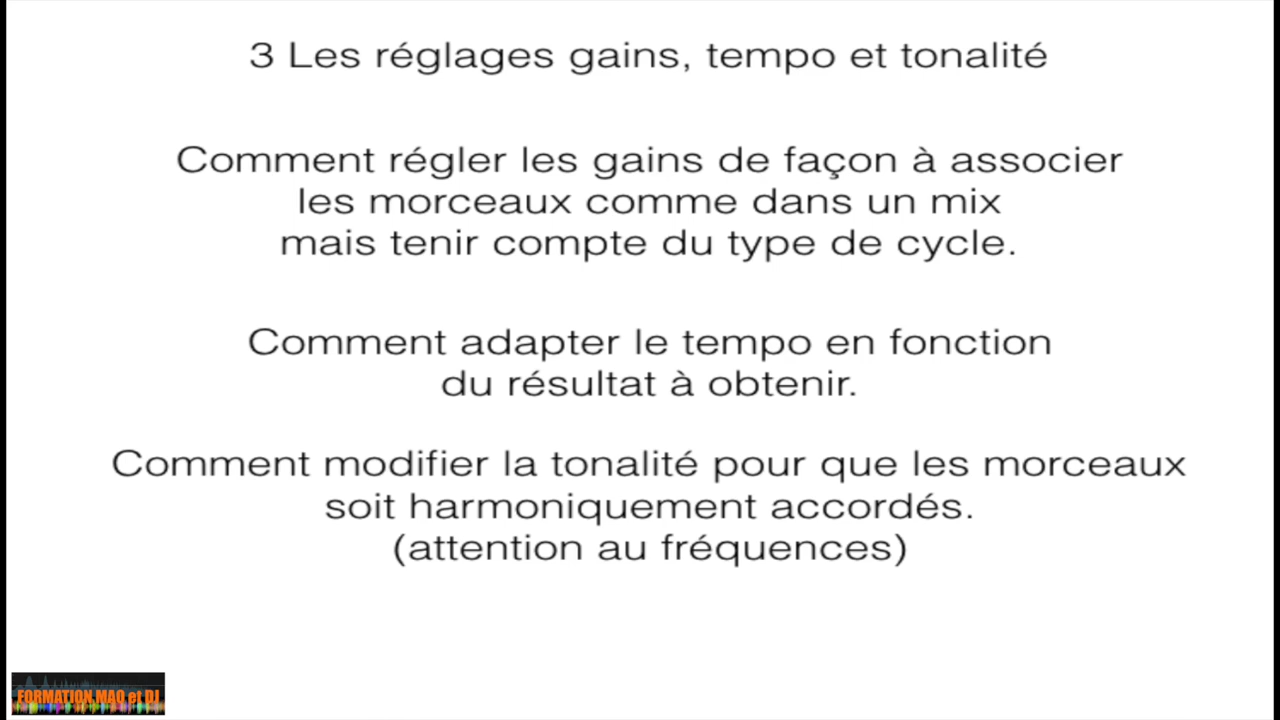 3 Les réglages gains, tempo et tonalité
Comment régler les gains de façon à associer
les morceaux comme dans un mix
mais tenir compte du type de cycle.
Comment adapter le tempo en fonction
du résultat à obtenir.
Comment modifier la tonalité pour que les morceaux
soit harmoniquement accordés.
(attention au fréquences)
FORMATION MAO et DJ